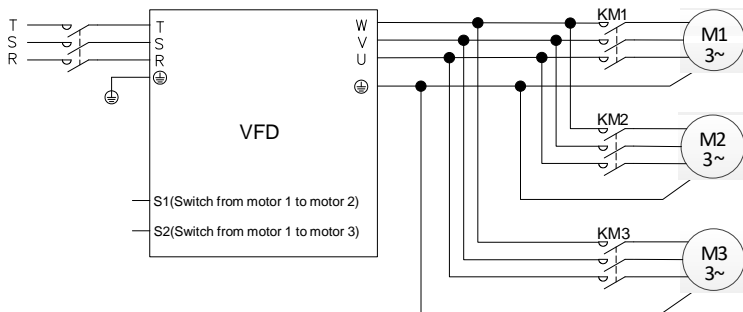 T T W KM1
S S V M1
R R U 3~
KM2
VFD M2
3~
S1(Switch from motor 1 to motor 2)
S2(Switch from motor 1 to motor 3) KM3
M3
3~